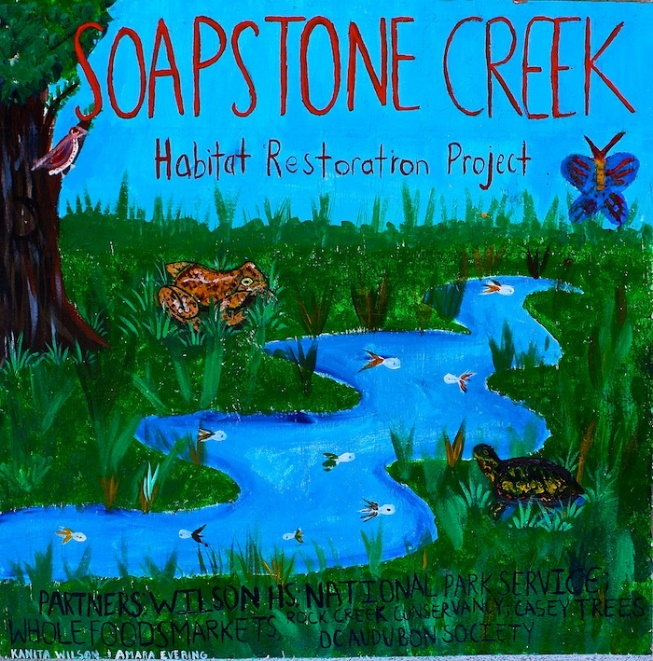 SOAPSTONE CREEK
Habitat Restoration Project
PARTNERS: WILSON HS, NATIONAL PARK SERVICE;
WHOLE FOODS MARKETS, ROCK CREEK CONSERVANCY; CASEY TREES
DC AUDUBON SOCIETY
KANITA WILSON | AMARA EVERING